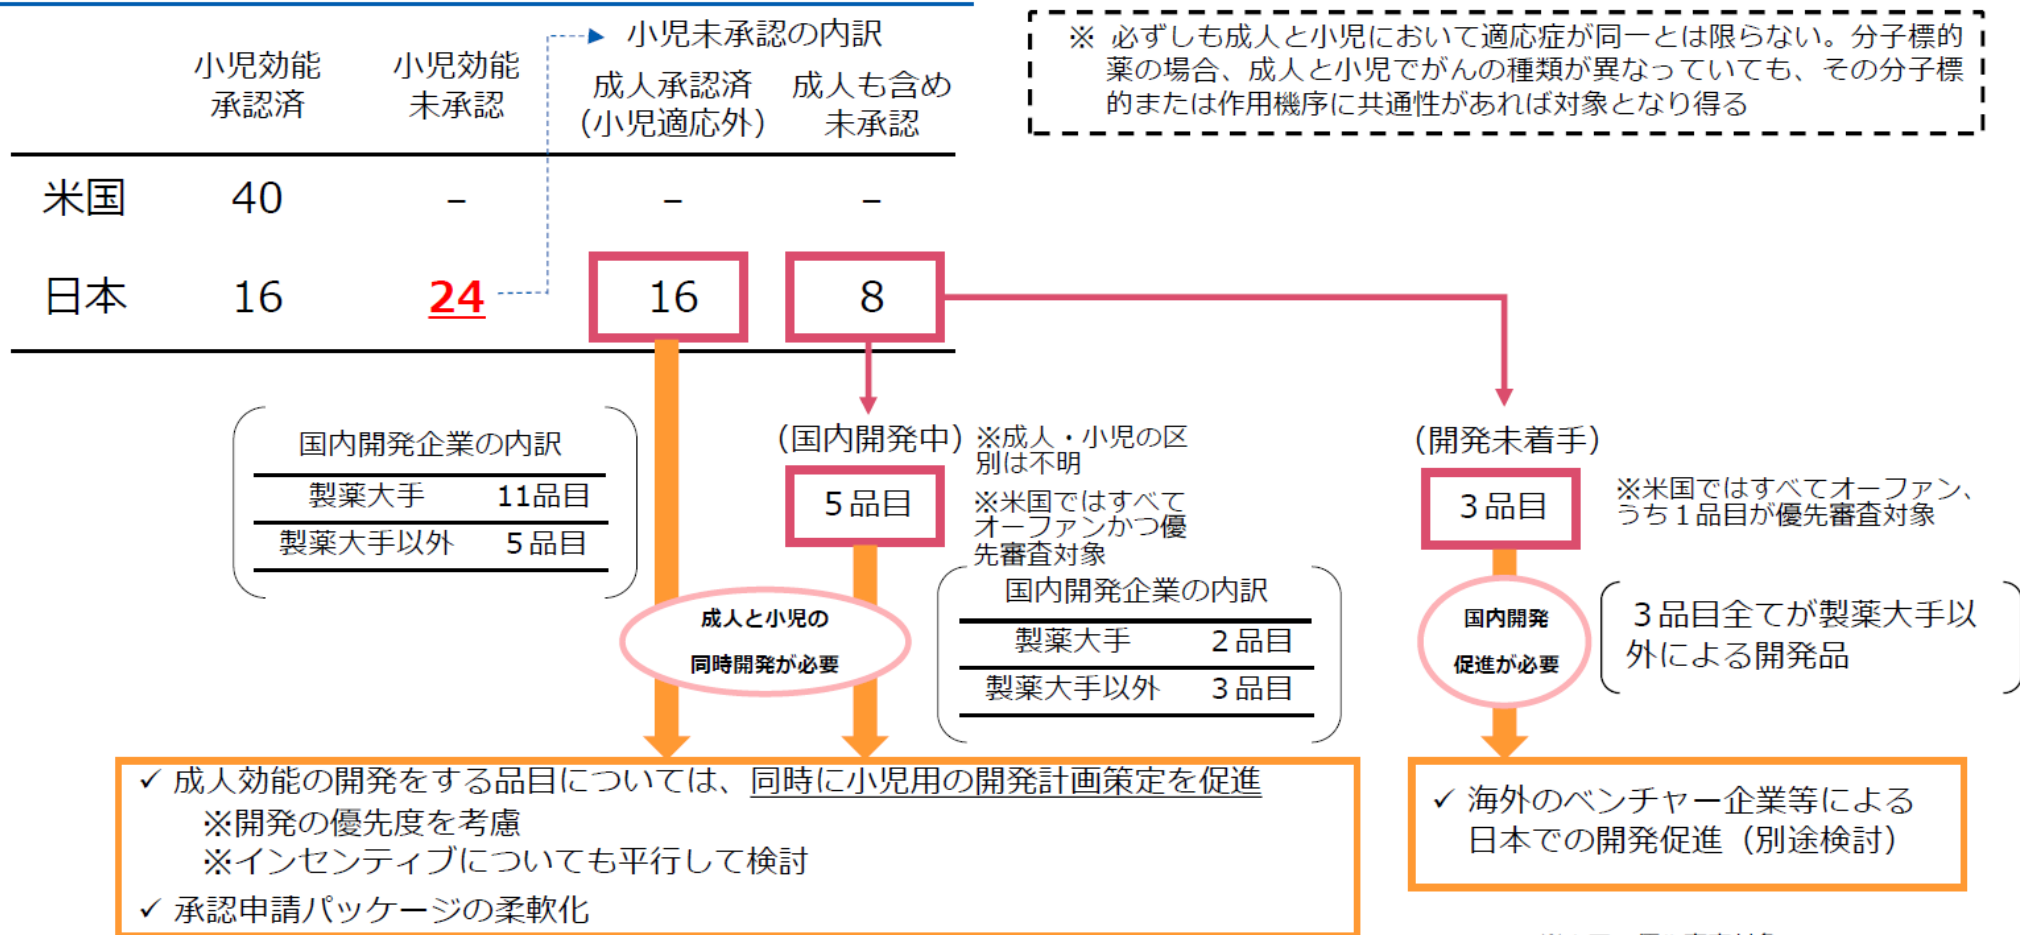 小児未承認の内訳
小児効能
承認済
小児効能
未承認
成人承認済
(小児適応外)
成人も含め
未承認
※ 必ずしも成人と小児において適応症が同一とは限らない。分子標的
薬の場合、成人と小児でがんの種類が異なっていても、その分子標
的または作用機序に共通性があれば対象となり得る
米国 40 － － －
日本 16 24 16 8
国内開発企業の内訳
製薬大手 11品目
製薬大手以外 5品目
(国内開発中)
※成人・小児の区
別は不明
5品目
※米国ではすべて
オーファンかつ優
先審査対象
国内開発企業の内訳
製薬大手 2品目
製薬大手以外 3品目
(開発未着手)
3品目
※米国ではすべてオーファン、
うち1品目が優先審査対象
成人と小児の
同時開発が必要
国内開発
促進が必要
3品目全てが製薬大手以
外による開発品
✓ 成人効能の開発をする品目については、同時に小児用の開発計画策定を促進
※開発の優先度を考慮
※インセンティブについても平行して検討
✓ 承認申請パッケージの柔軟化
✓ 海外のベンチャー企業等による
日本での開発促進（別途検討）